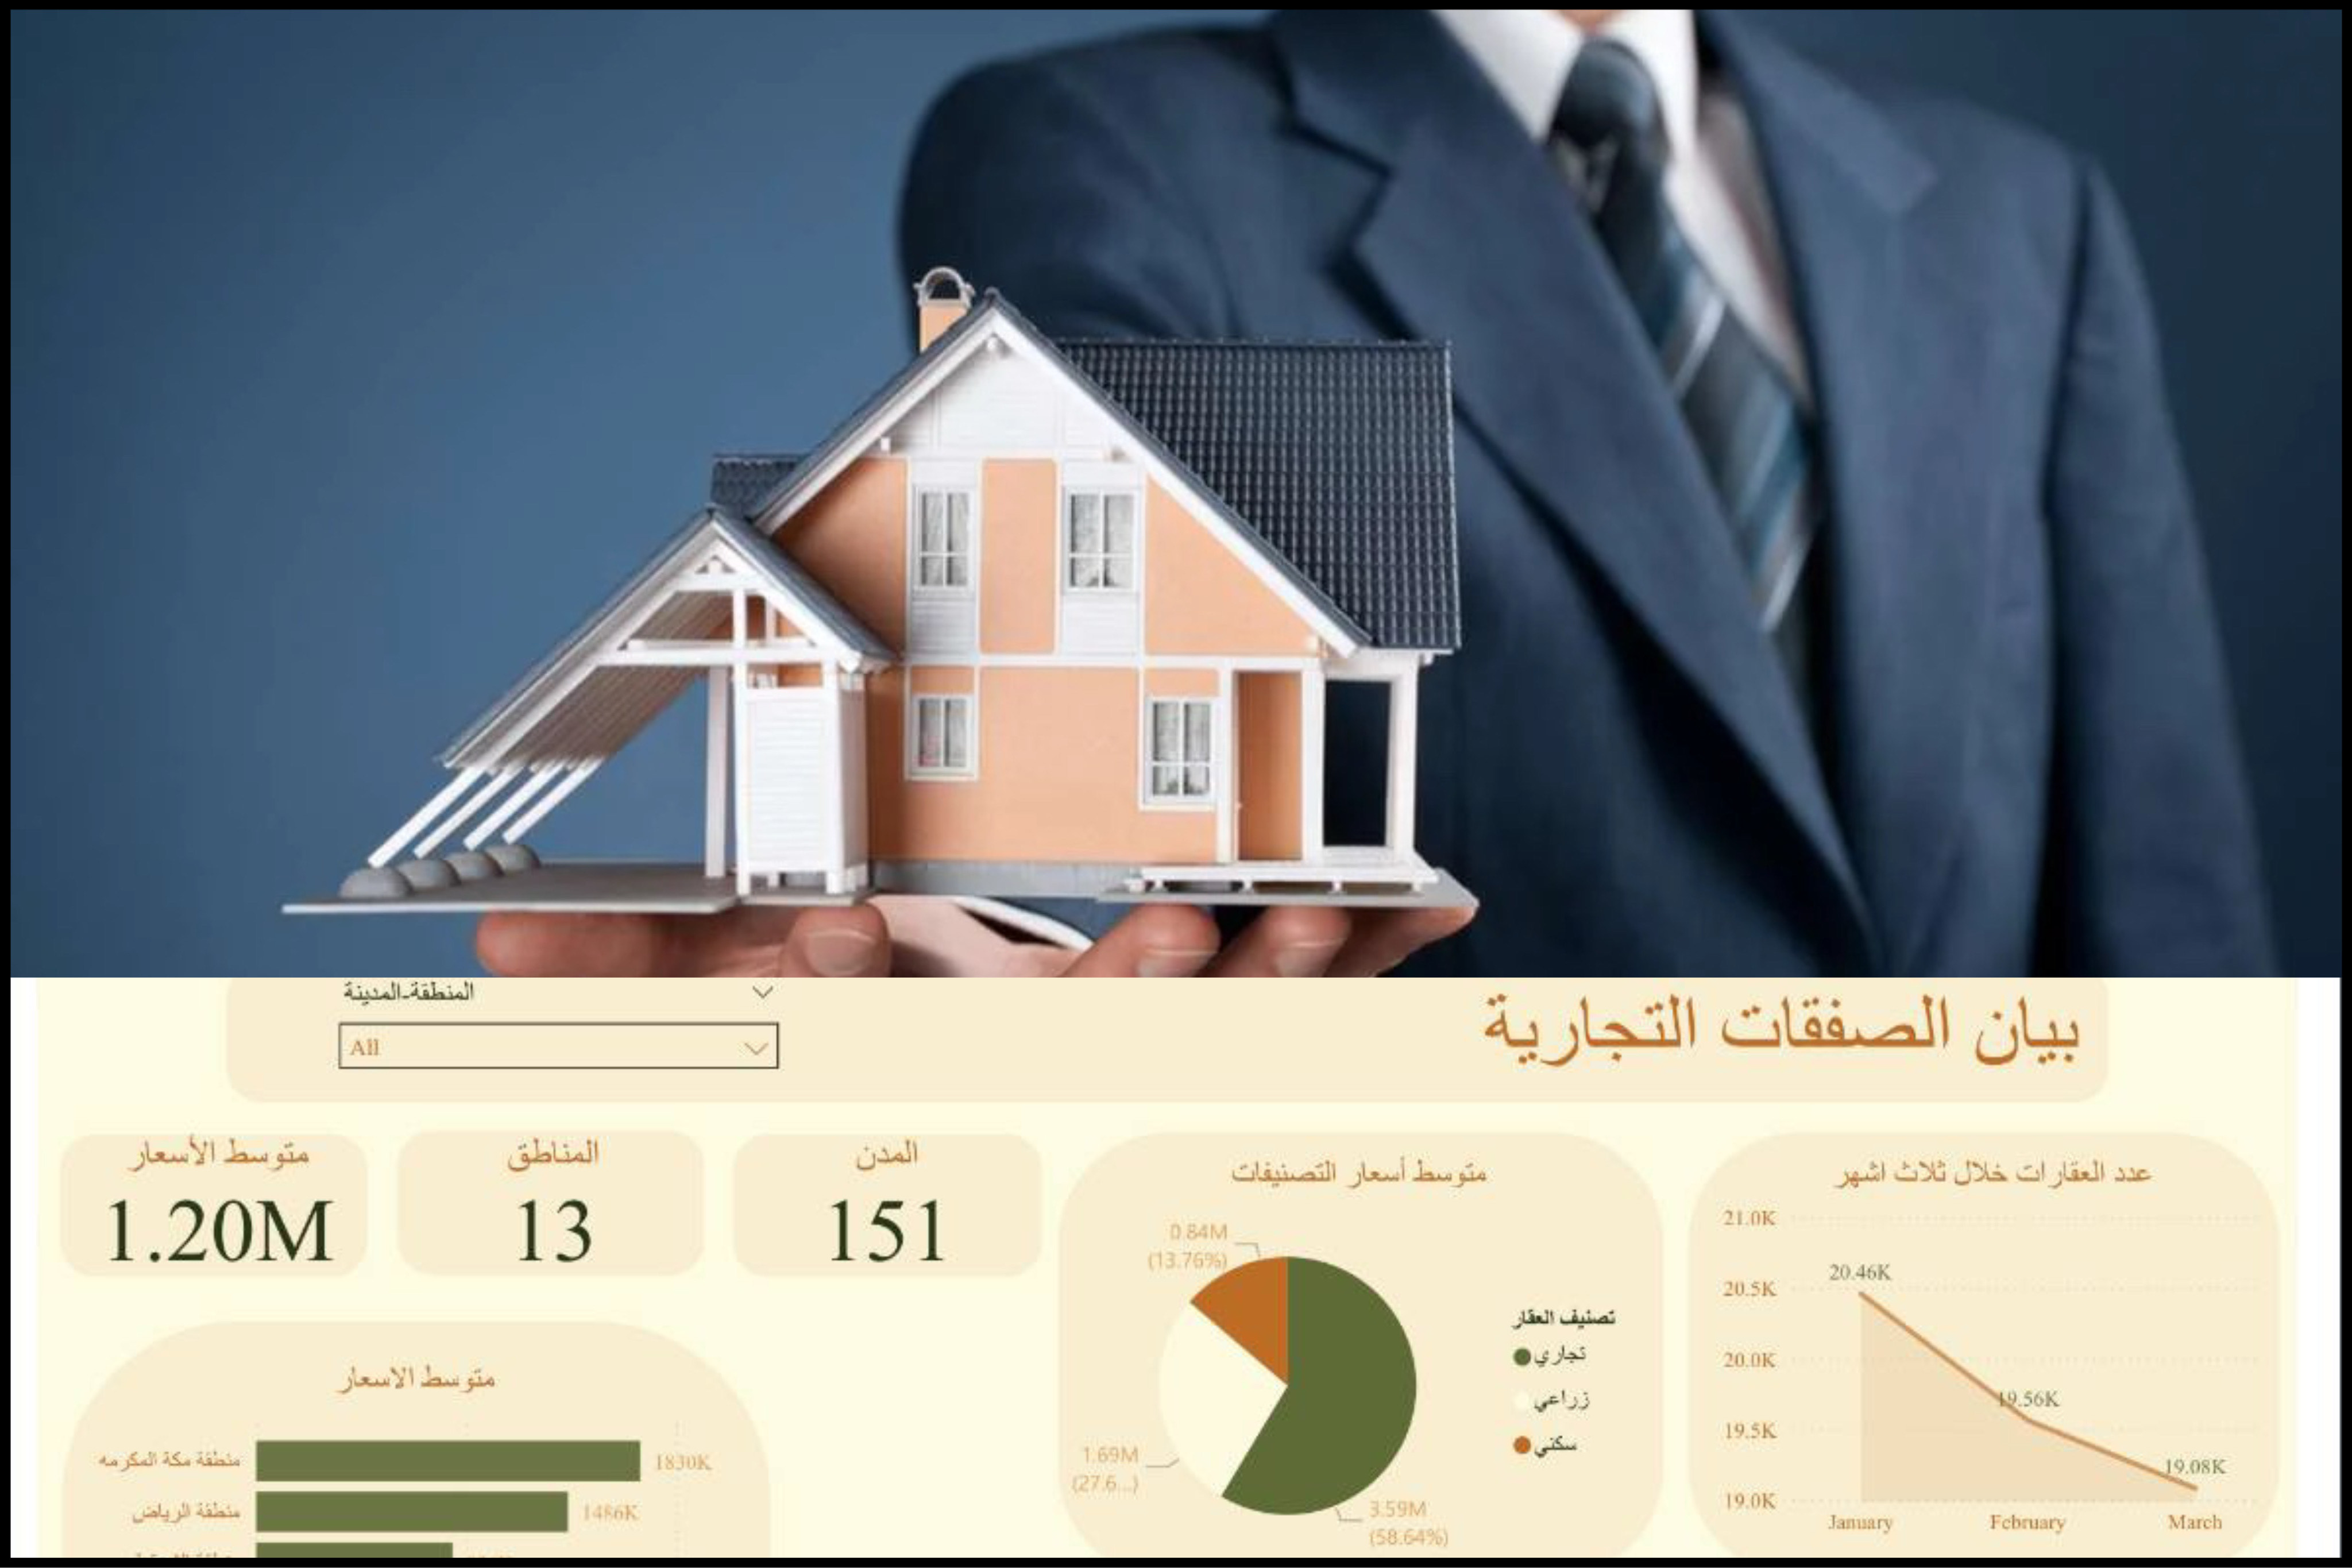 بيان الصفقات التجارية
المنطقة-المدينة
All
عدد العقارات خلال ثلاث اشهر
21.0K
20.5K
20.0K
19.5K
19.0K
20.46K
19.56K
19.08K
January
February
March
متوسط أسعار التصنيفات
0.84M
(13.76%)
1.69M
(27.6...)
3.59M
(58.64%)
تصنيف العقار
تجاري
زراعي
سكني
المدن
151
المناطق
13
متوسط الأسعار
1.20M
متوسط الاسعار
منطقة مكة المكرمه
1830K
منطقة الرياض
1486K